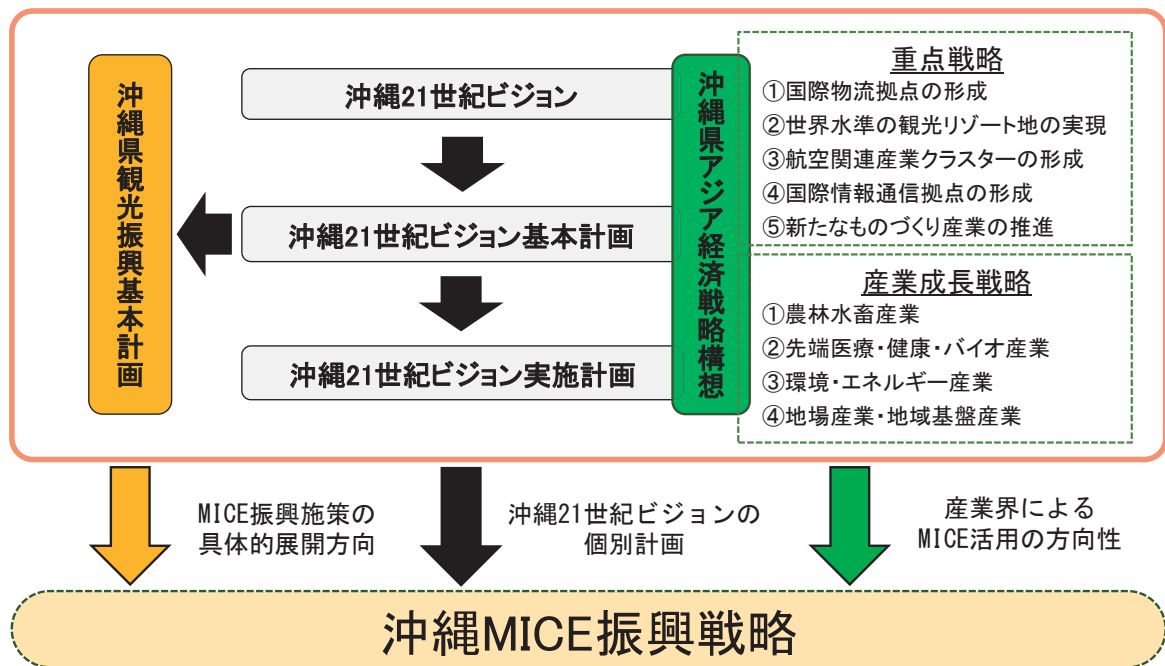 沖縄県観光振興基本計画
沖縄21世紀ビジョン
沖縄21世紀ビジョン基本計画
沖縄21世紀ビジョン実施計画
沖縄県アジア経済戦略構想
重点戦略
①国際物流拠点の形成
②世界水準の観光リゾート地の実現
③航空関連産業クラスターの形成
④国際情報通信拠点の形成
⑤新たなものづくり産業の推進
産業成長戦略
①農林水畜産業
②先端医療・健康・バイオ産業
③環境・エネルギー産業
④地場産業・地域基盤産業
MICE振興施策の
具体的展開方向
沖縄21世紀ビジョンの
個別計画
産業界による
MICE活用の方向性
沖縄MICE振興戦略